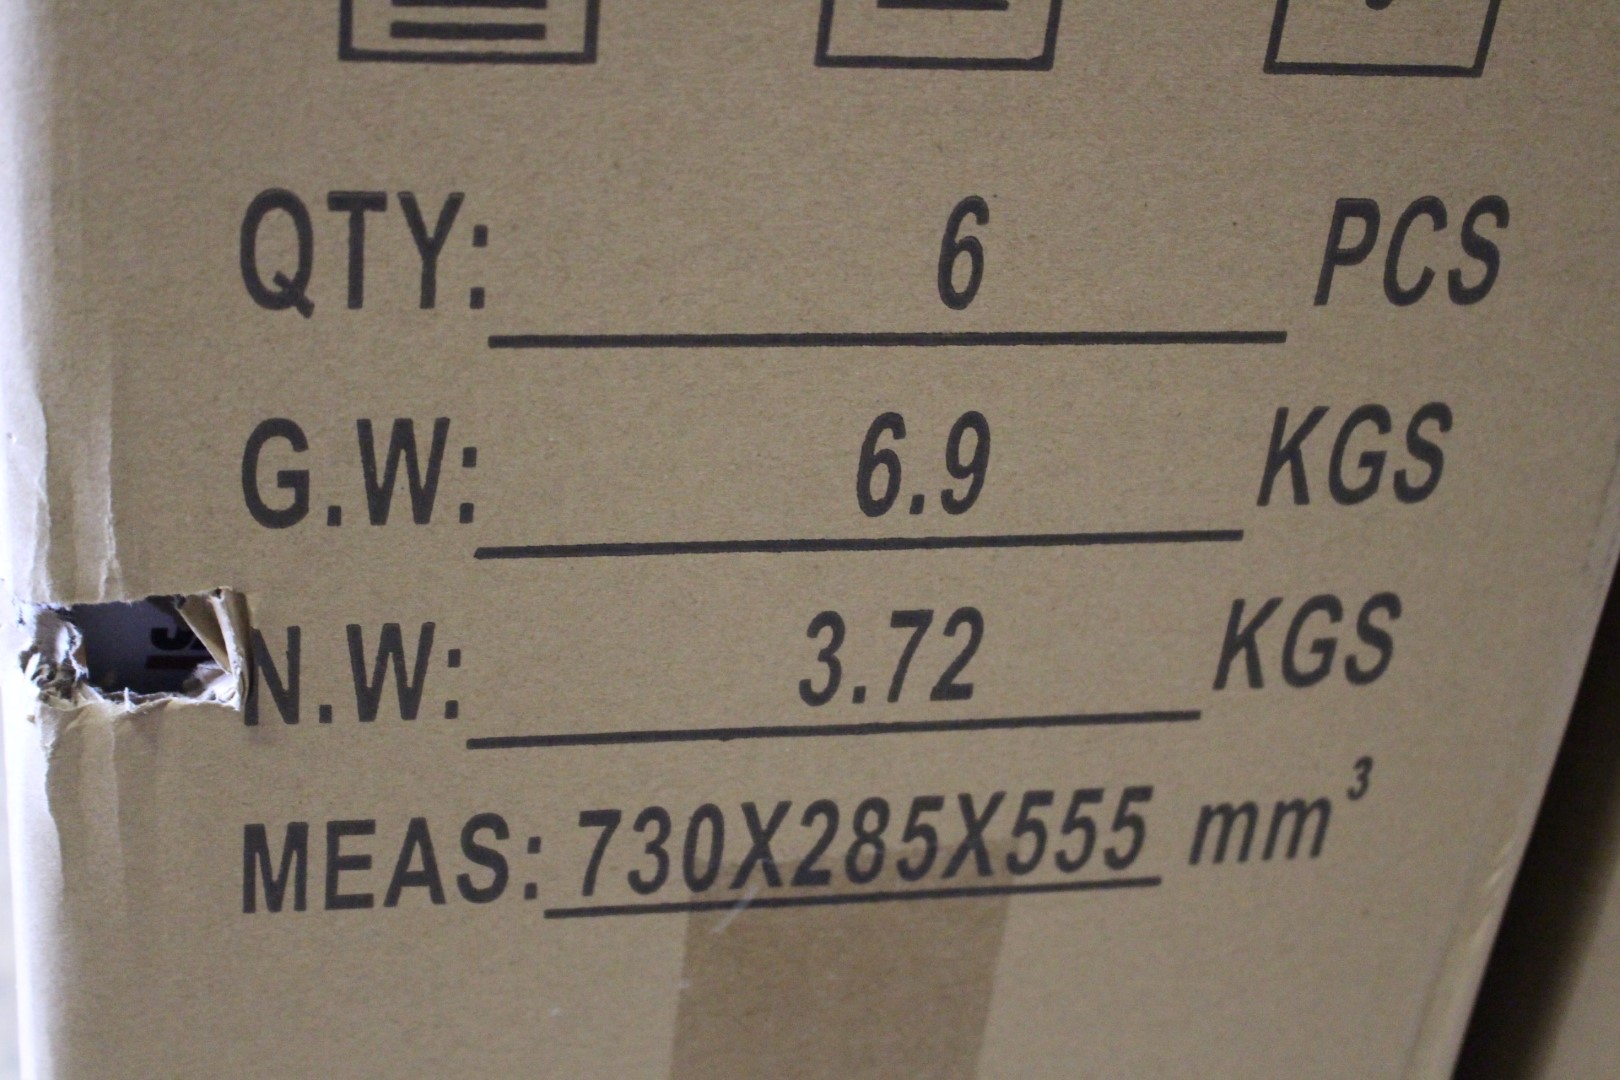 QTY: 6 PCS
G.W: 6.9 KGS
N.W: 3.72 KGS
MEAS: 730X285X555 mm³